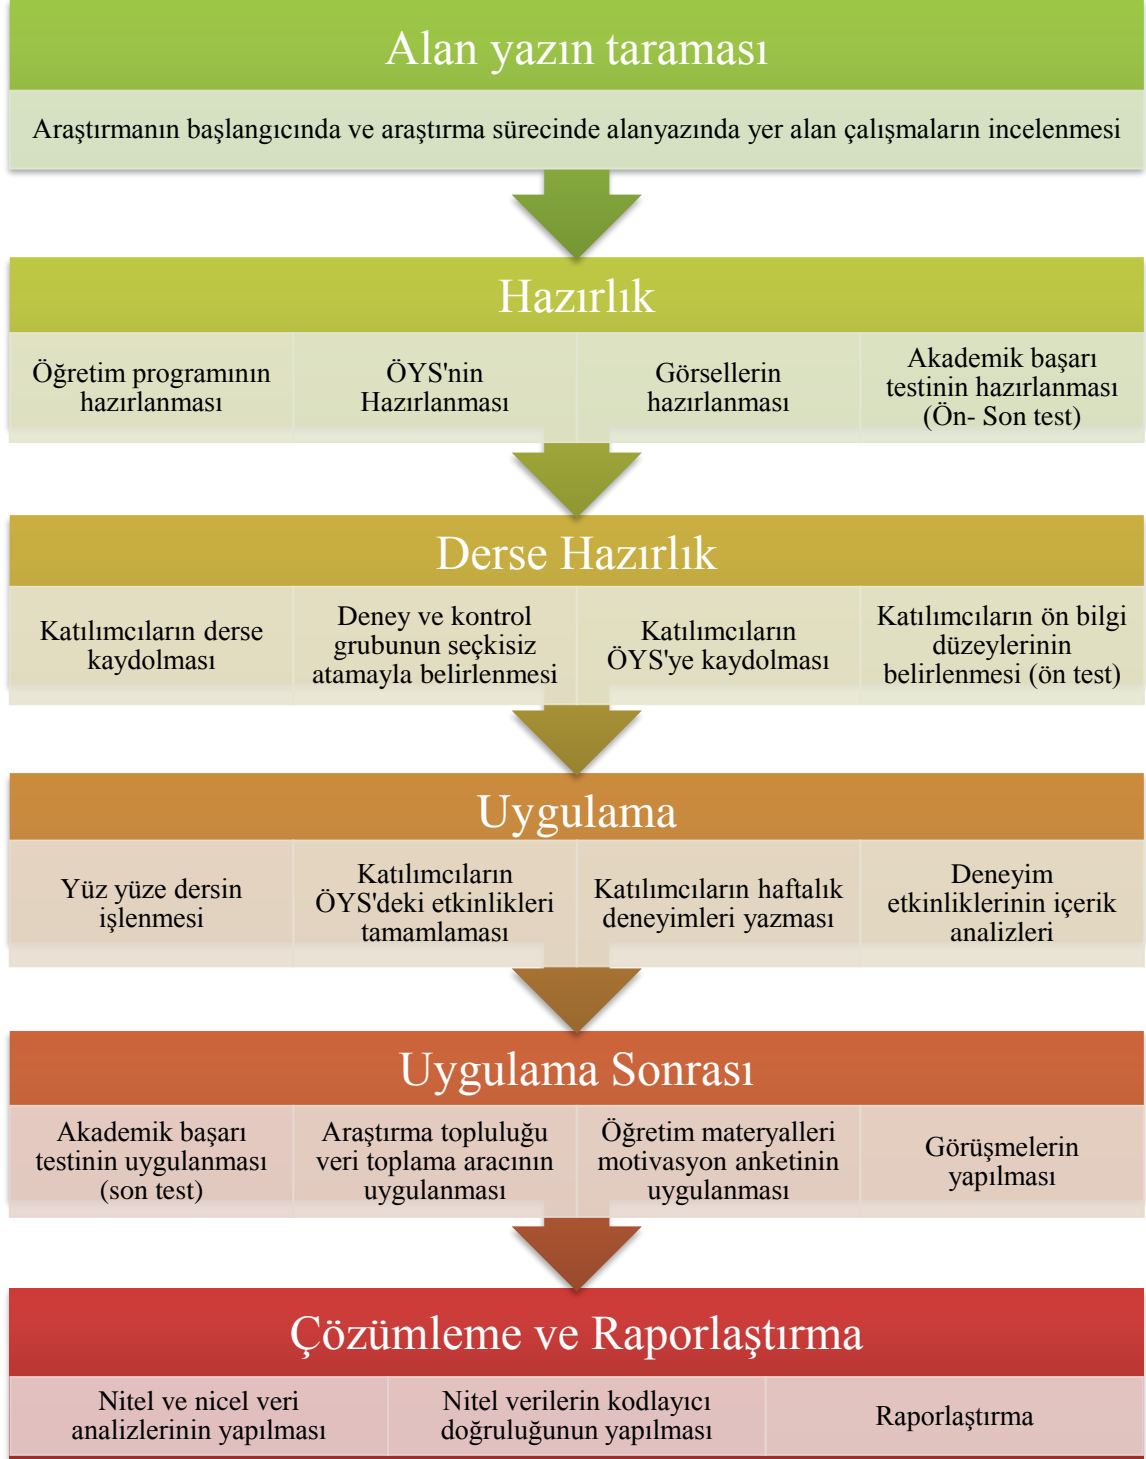 Alan yazın taraması
Araştırmanın başlangıcında ve araştırma sürecinde alanyazında yer alan çalışmaların incelenmesi
Hazırlık
Öğretim programının
hazırlanması
ÖYS'nin
Hazırlanması
Görsellerin
hazırlanması
Akademik başarı
testinin hazırlanması
(Ön- Son test)
Derse Hazırlık
Katılımcıların derse
kaydolması
Deney ve kontrol
grubunun seçkisiz
atamayla belirlenmesi
Katılımcıların
ÖYS'ye kaydolması
Katılımcıların ön bilgi
düzeylerinin
belirlenmesi (ön test)
Uygulama
Yüz yüze dersin
işlenmesi
Katılımcıların
ÖYS'deki etkinlikleri
tamamlaması
Katılımcıların haftalık
deneyimleri yazması
Deneyim
etkinliklerinin içerik
analizleri
Uygulama Sonrası
Akademik başarı
testinin uygulanması
(son test)
Araştırma topluluğu
veri toplama aracının
uygulanması
Öğretim materyalleri
motivasyon anketinin
uygulanması
Görüşmelerin
yapılması
Çözümleme ve Raporlaştırma
Nitel ve nicel veri
analizlerinin yapılması
Nitel verilerin kodlayıcı
doğruluğunun yapılması
Raporlaştırma